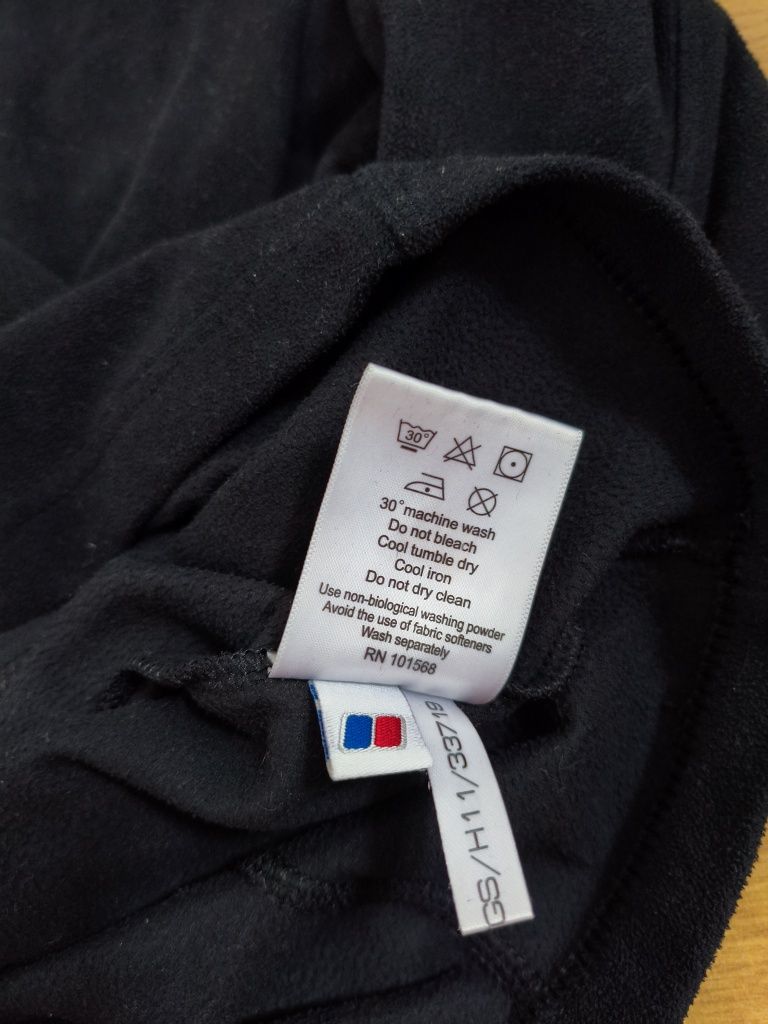 30°
30° machine wash
Do not bleach
Cool tumble dry
Cool iron
Do not dry clean
Use non-biological washing powder
Avoid the use of fabric softeners
Wash separately
RN 101568
GS/H11/33719